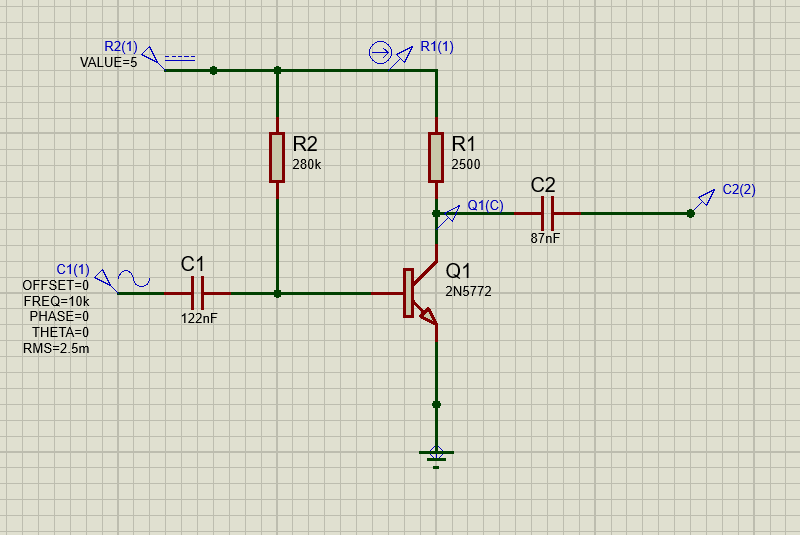 R2(1)
VALUE=5
R1(1)
R2
280k
R1
2500
Q1(C)
C2
87nF
C2(2)
C1(1)
OFFSET=0
FREQ=10k
PHASE=0
THETA=0
RMS=2.5m
C1
122nF
Q1
2N5772